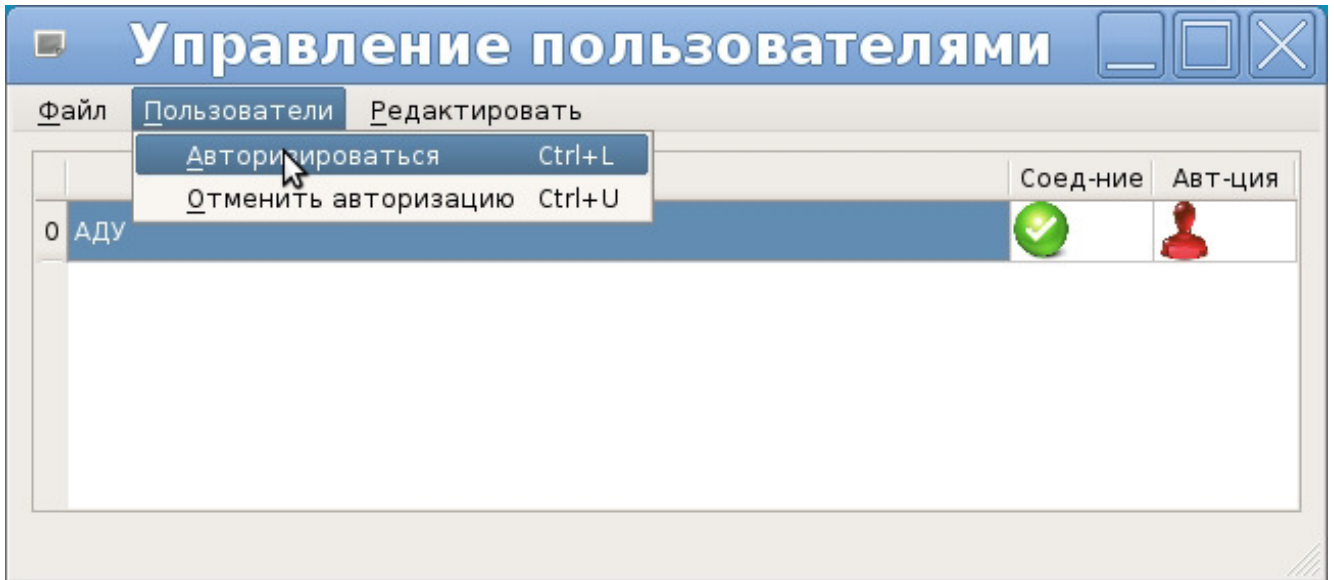 Управление пользователями
Файл Пользователи Редактировать
Авторизироваться Ctrl+L
Отменить авторизацию Ctrl+U
Соед-ние Авт-ция
0 АДУ